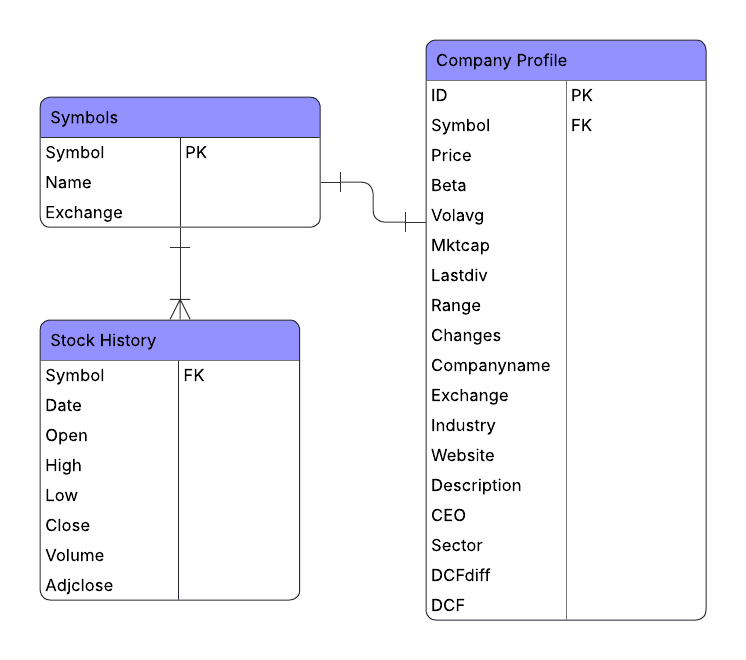 Symbols
Symbol PK
Name
Exchange
Stock History
Symbol FK
Date
Open
High
Low
Close
Volume
Adjclose
Company Profile
ID PK
Symbol FK
Price
Beta
Volavg
Mktcap
Lastdiv
Range
Changes
Companyname
Exchange
Industry
Website
Description
CEO
Sector
DCFdiff
DCF